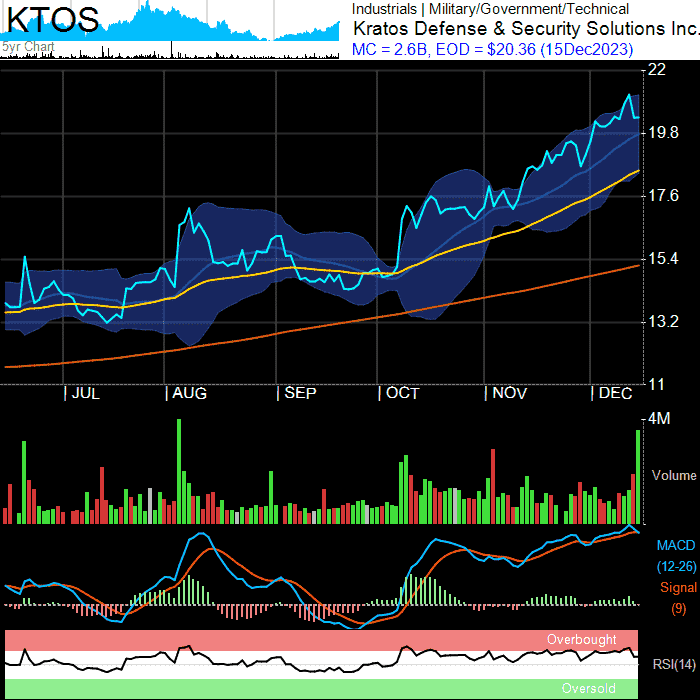 KTOS
5yr Chart
Industrials | Military/Government/Technical
Kratos Defense & Security Solutions Inc.
MC = 2.6B, EOD = $20.36 (15Dec2023)
22
19.8
17.6
15.4
13.2
11
| JUL | AUG | SEP | OCT | NOV | DEC
4M
Volume
MACD
(12-26)
Signal
(9)
Overbought
RSI(14)
Oversold